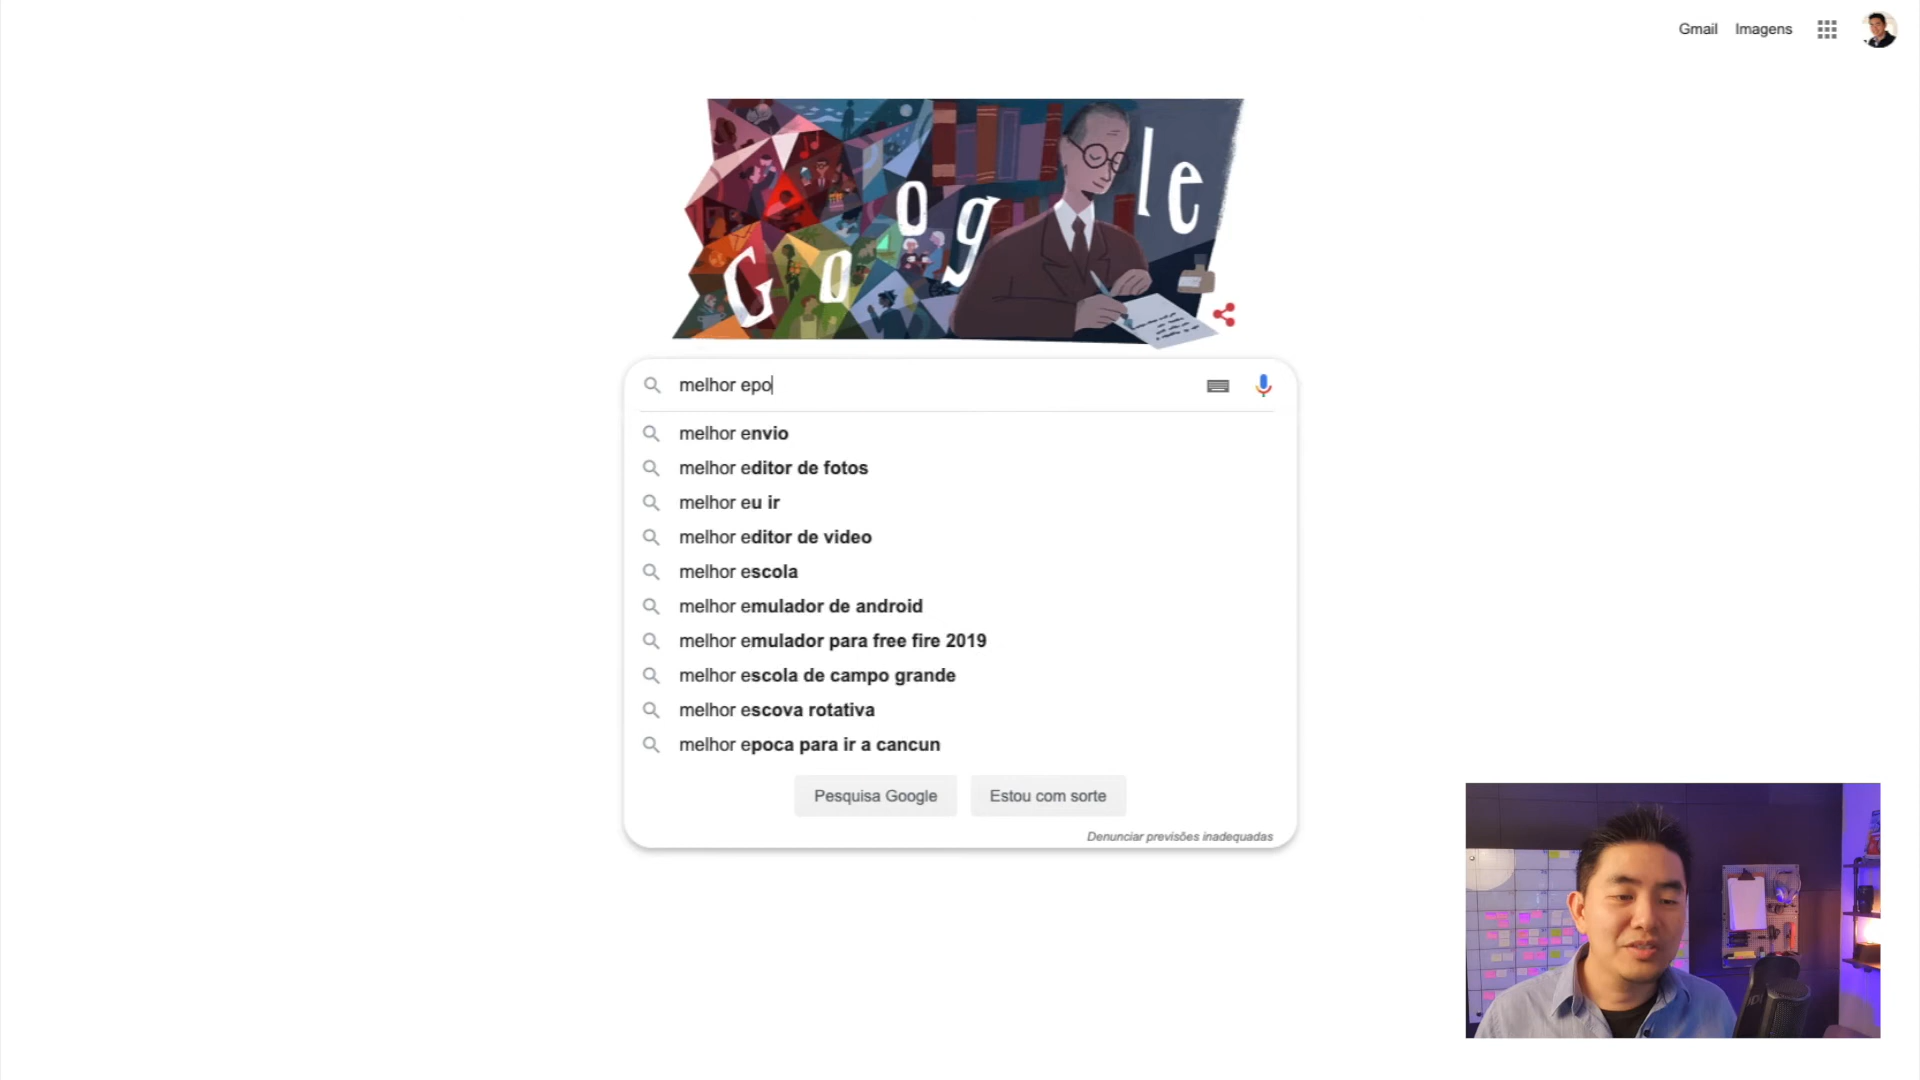 Gmail Imagens
Google
melhor epo
melhor envio
melhor editor de fotos
melhor eu ir
melhor editor de video
melhor escola
melhor emulador de android
melhor emulador para free fire 2019
melhor escola de campo grande
melhor escova rotativa
melhor epoca para ir a cancun
Pesquisa Google Estou com sorte
Denunciar previsões inadequadas